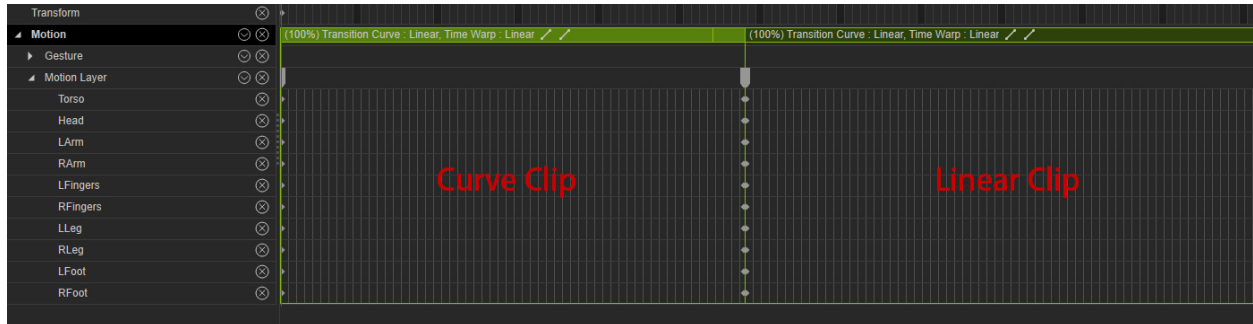 Transform
Motion
(100%) Transition Curve : Linear, Time Warp : Linear
(100%) Transition Curve : Linear, Time Warp : Linear
Gesture
Motion Layer
Torso
Head
LArm
RArm
LFingers
Curve Clip
Linear Clip
RFingers
LLeg
RLeg
LFoot
RFoot